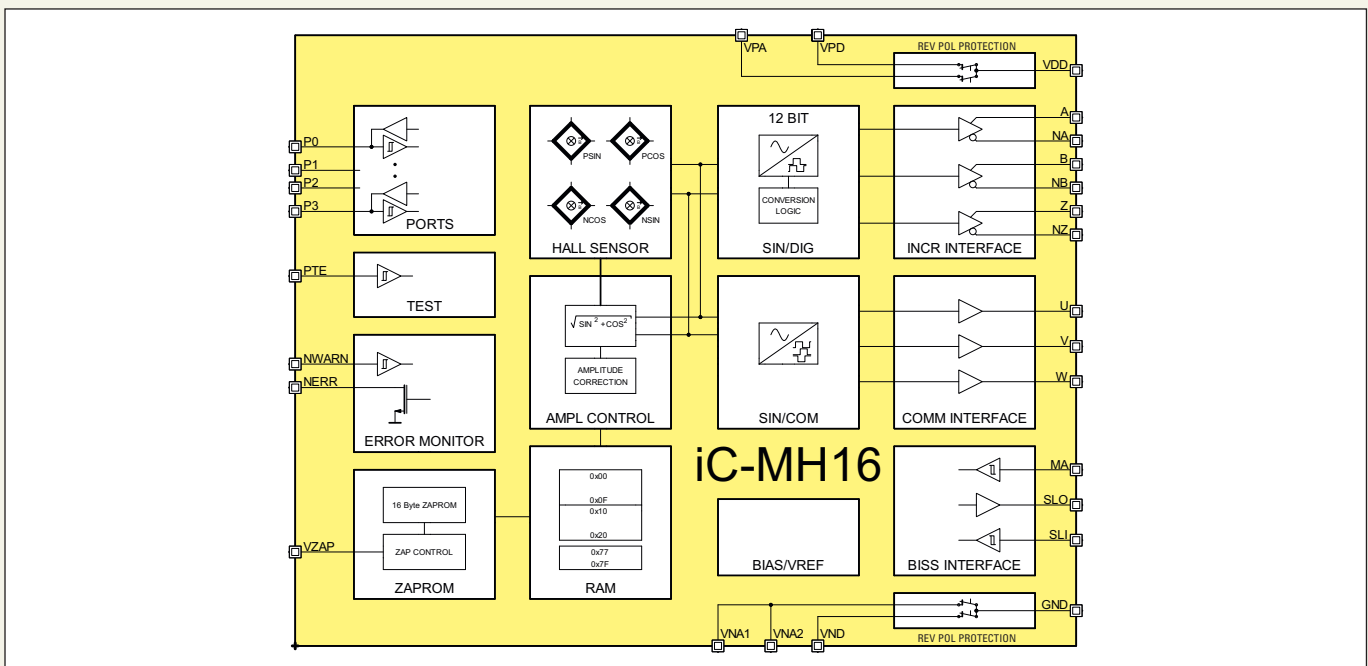 VPA
VPD
REV POL PROTECTION
VDD
P0
P1
P2
P3
PORTS
PTE
TEST
NWARN
NERR
ERROR MONITOR
VZAP
16 Byte ZAPROM
ZAP CONTROL
ZAPROM
PSIN
PCOS
NCOS
NSIN
HALL SENSOR
√ SIN ² +COS²
AMPLITUDE
CORRECTION
AMPL CONTROL
0x00
0x0F
0x10
0x20
0x77
0x7F
RAM
12 BIT
CONVERSION
LOGIC
SIN/DIG
SIN/COM
iC-MH16
BIAS/VREF
A
NA
B
NB
Z
NZ
INCR INTERFACE
U
V
W
COMM INTERFACE
MA
SLO
SLI
BISS INTERFACE
GND
REV POL PROTECTION
VNA1
VNA2
VND